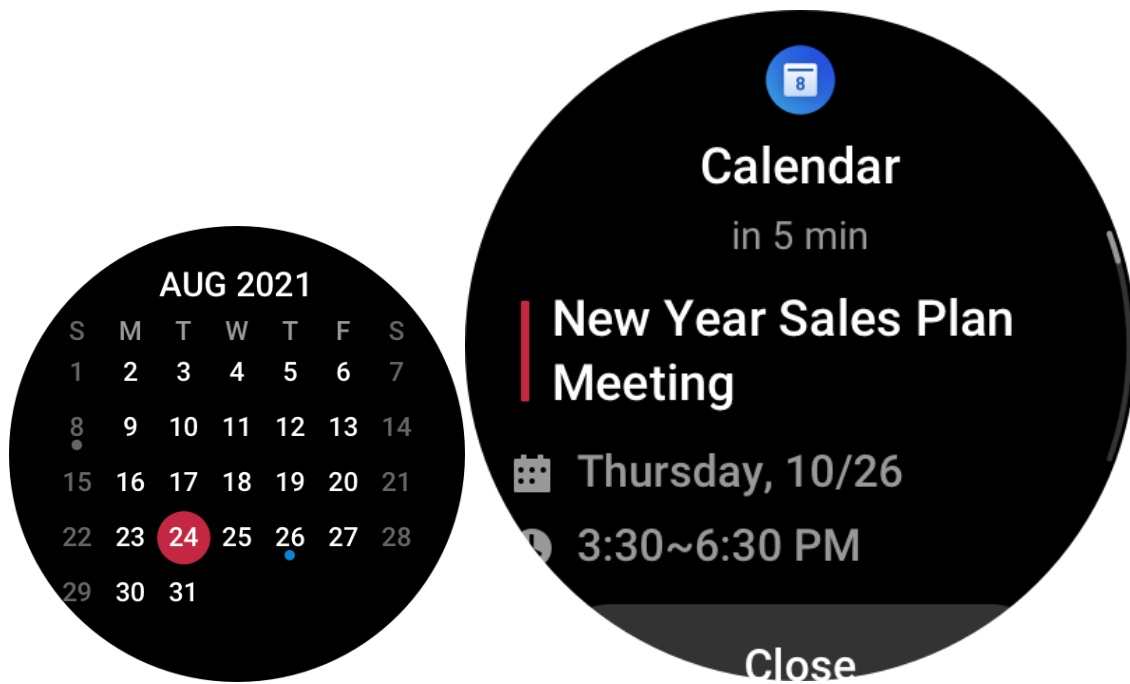 AUG 2021
S M T W T F S
1 2 3 4 5 6 7
8 9 10 11 12 13 14
15 16 17 18 19 20 21
22 23 24 25 26 27 28
29 30 31
8
Calendar
in 5 min
New Year Sales Plan
Meeting
Thursday, 10/26
3:30~6:30 PM
Close